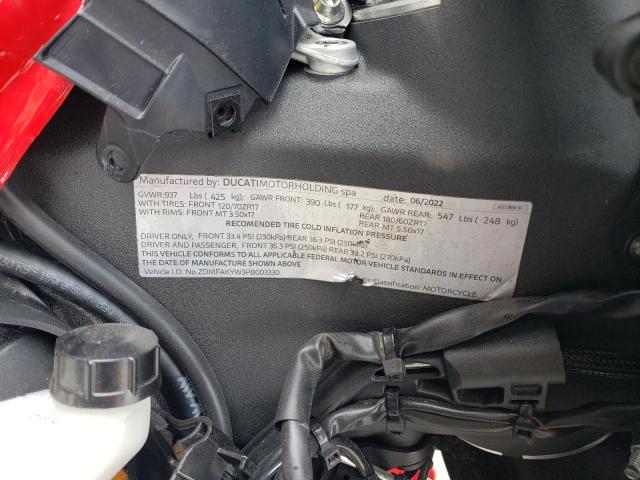 Manufactured by: DUCATIMOTORHOLDING spa date: 06/2022
GVWR:937 Lbs ( 425 kg) GAWR FRONT: 390 Lbs ( 177 kg) GAWR REAR: 547 Lbs ( 248 kg)
WITH TIRES: FRONT 120/70ZR17 REAR 180/60ZR17
WITH RIMS: FRONT MT 3.50x17 REAR MT 5.50x17
RECOMENDED TIRE COLD INFLATION PRESSURE
DRIVER ONLY, FRONT 33.4 PSI (230kPa) REAR 36.3 PSI (250kPa)
DRIVER AND PASSENGER, FRONT 36.3 PSI (250kPa) REAR 39.2 PSI (270kPa)
THIS VEHICLE CONFORMS TO ALL APPLICABLE FEDERAL MOTOR VEHICLE STANDARDS IN EFFECT ON
THE DATE OF MANUFACTURE SHOWN ABOVE
Vehicle I.D. No. ZDMFAKYW3PB003330 Classification: MOTORCYCLE